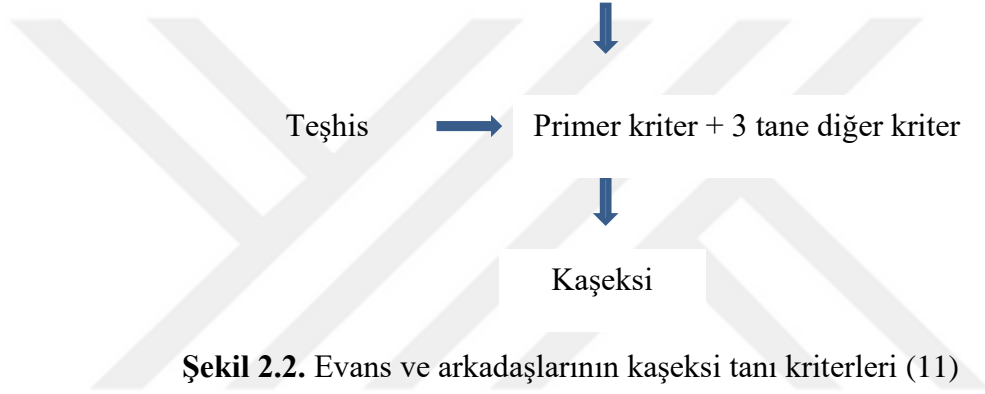 Teşhis Primer kriter + 3 tane diğer kriter
Kaşeksi
Şekil 2.2. Evans ve arkadaşlarının kaşeksi tanı kriterleri (11)